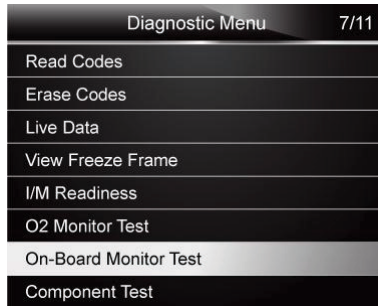 Diagnostic Menu 7/11
Read Codes
Erase Codes
Live Data
View Freeze Frame
I/M Readiness
O2 Monitor Test
On-Board Monitor Test
Component Test